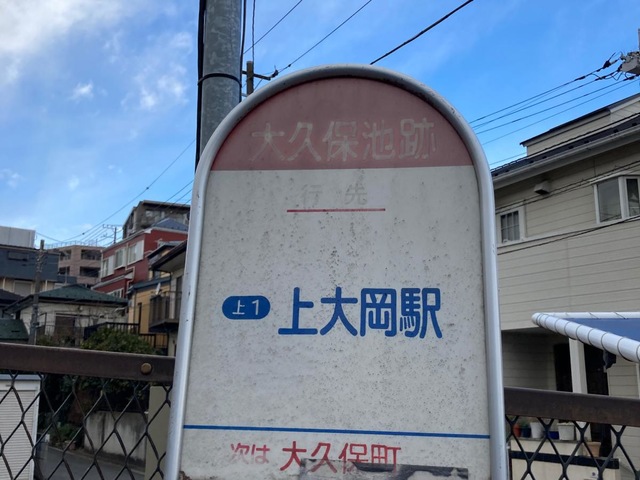 大久保池跡
行先
上1 上大岡駅
次は 大久保町